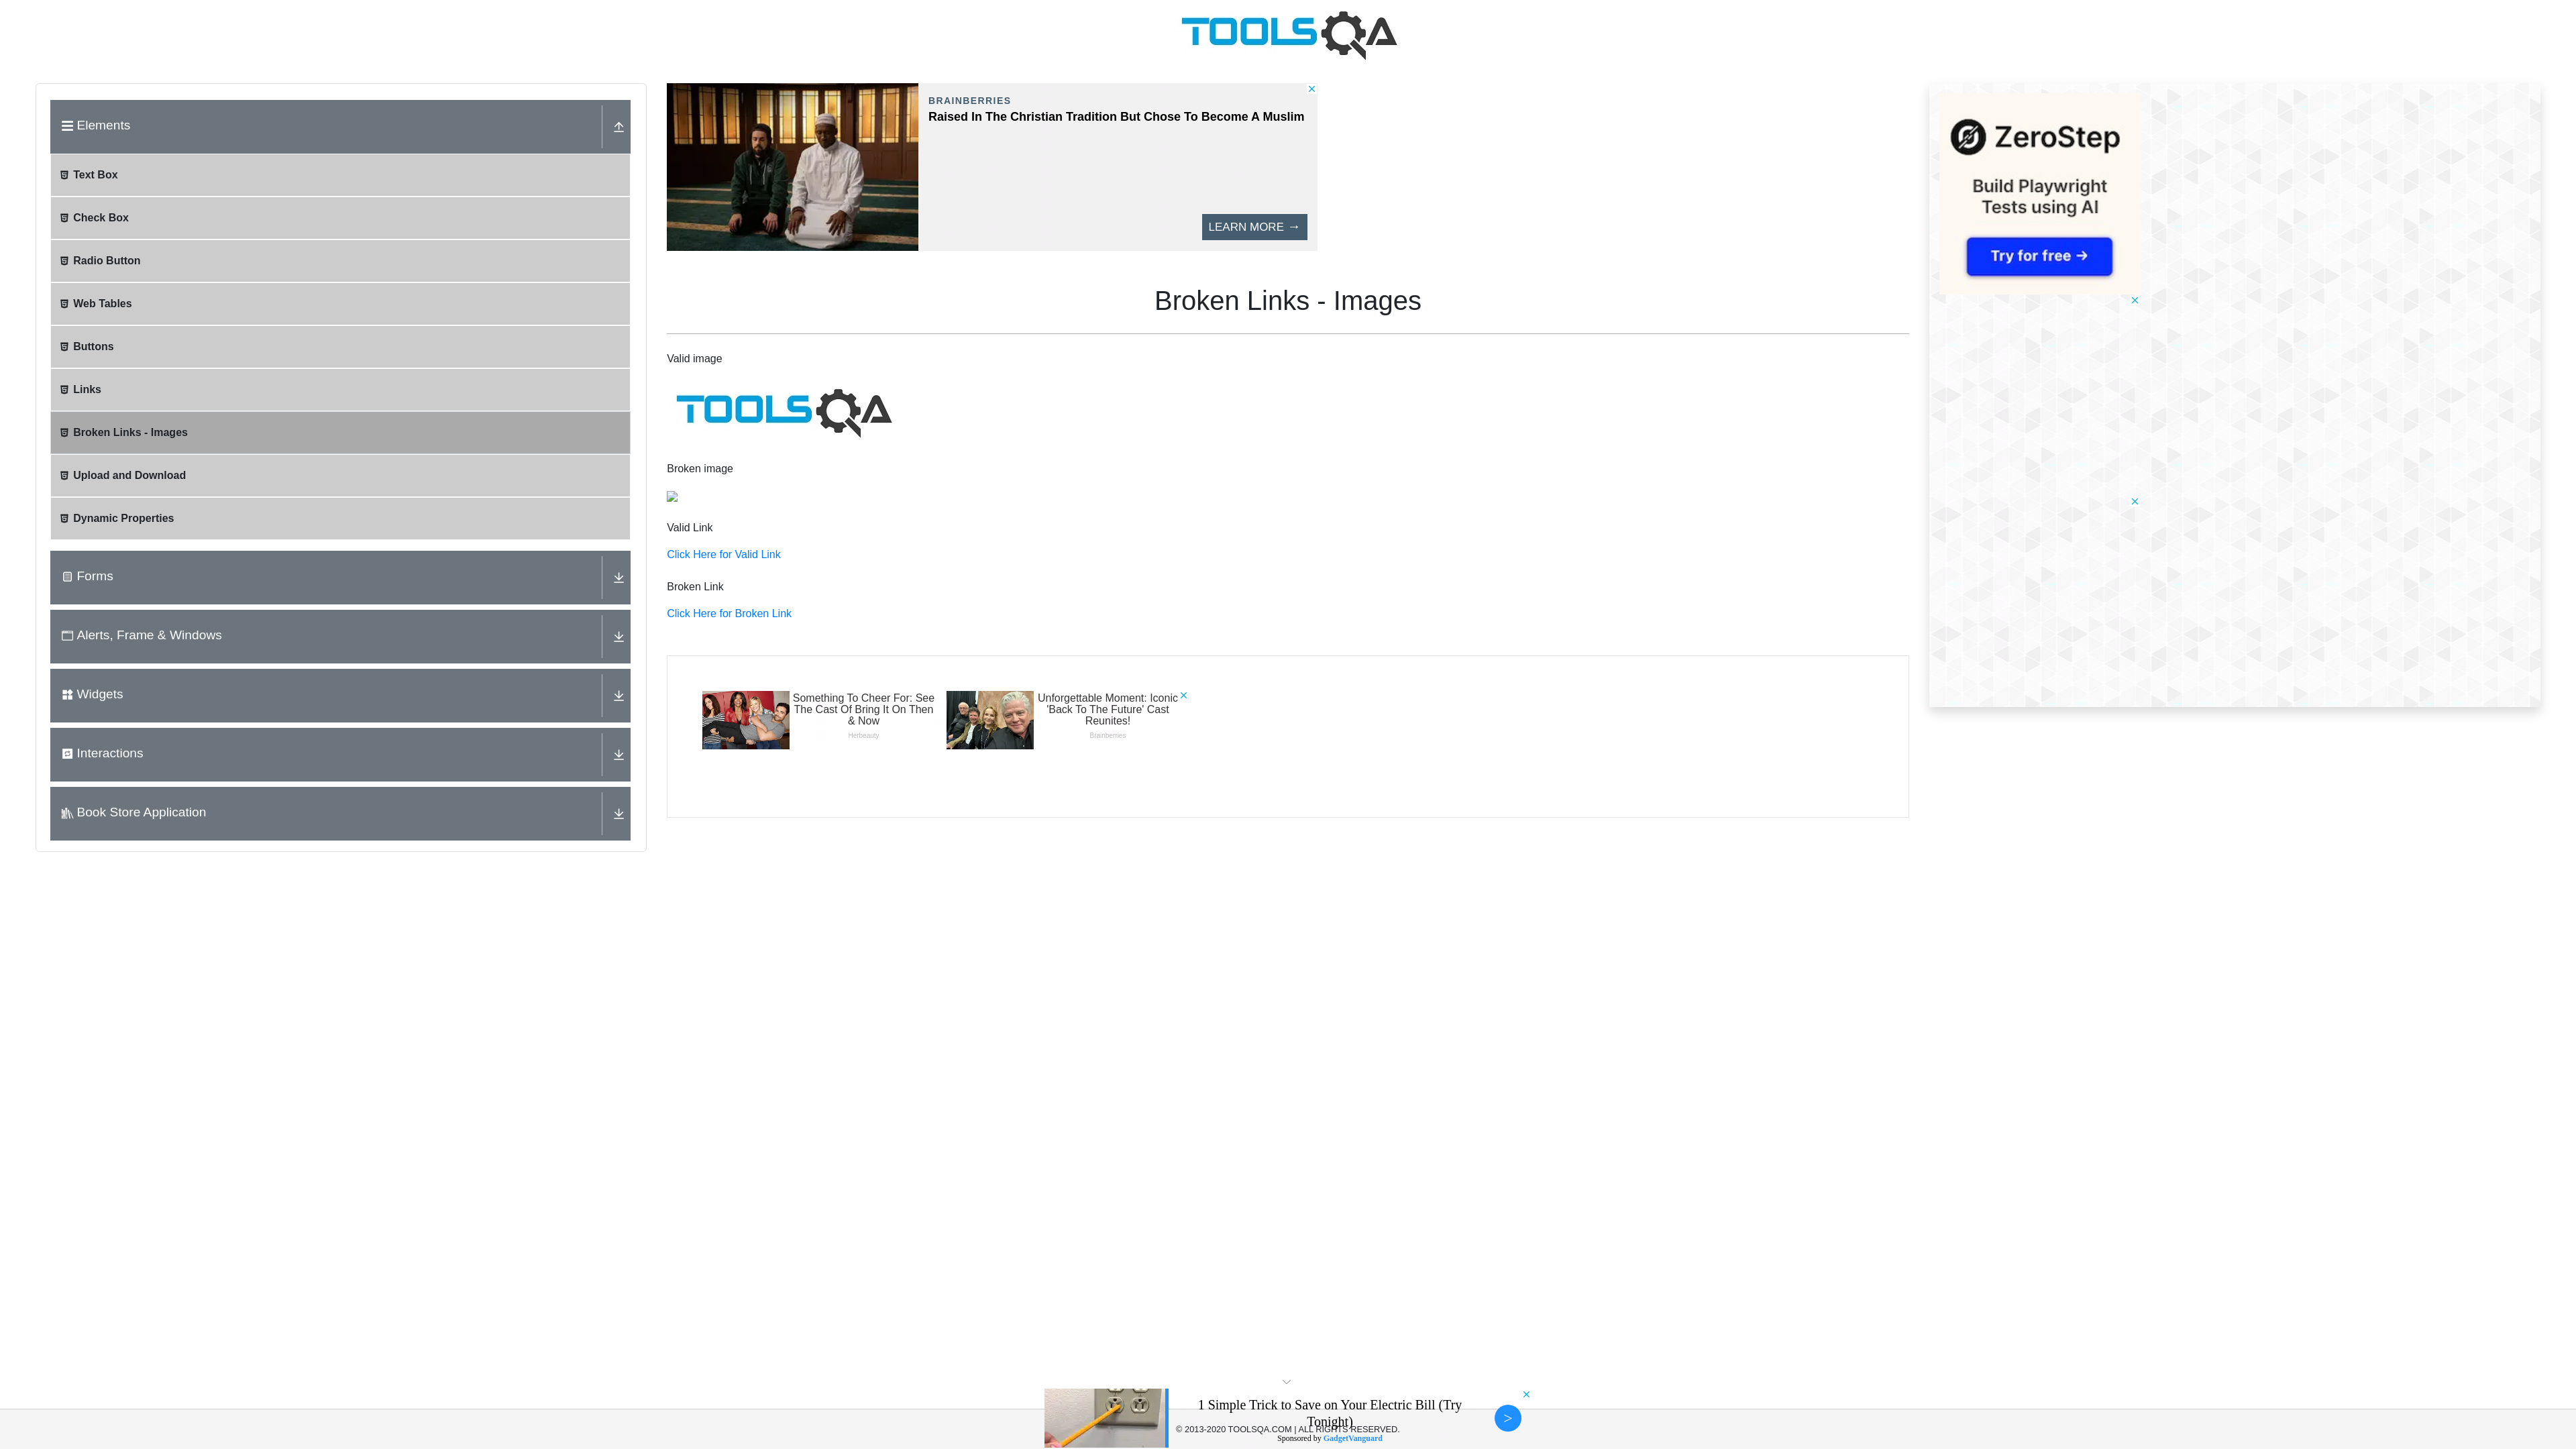 TOOLSQA
Elements
Text Box
Check Box
Radio Button
Web Tables
Buttons
Links
Broken Links - Images
Upload and Download
Dynamic Properties
Forms
Alerts, Frame & Windows
Widgets
Interactions
Book Store Application
BRAINBERRIES
Raised In The Christian Tradition But Chose To Become A Muslim
LEARN MORE →
Broken Links - Images
Valid image
TOOLSQA
Broken image
Valid Link
Click Here for Valid Link
Broken Link
Click Here for Broken Link
Something To Cheer For: See
The Cast Of Bring It On Then
& Now
Herbeauty
Unforgettable Moment: Iconic
'Back To The Future' Cast
Reunites!
Brainberries
ZeroStep
Build Playwright
Tests using AI
Try for free →
1 Simple Trick to Save on Your Electric Bill (Try
Tonight)
Sponsored by GadgetVanguard
>
© 2013-2020 TOOLSQA.COM | ALL RIGHTS RESERVED.